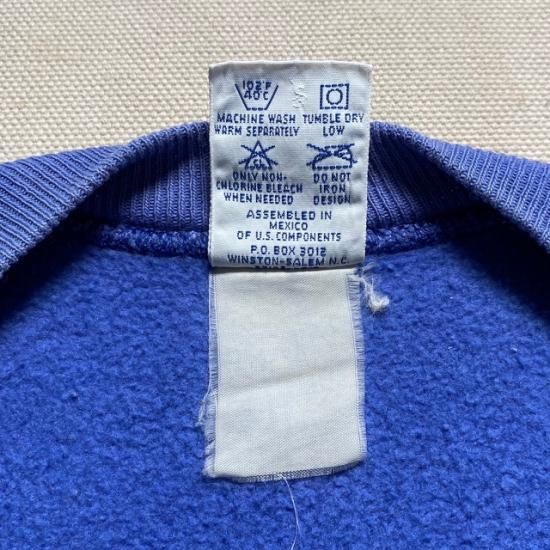 102°F
40°C
MACHINE WASH
WARM SEPARATELY
TUMBLE DRY
LOW
ONLY NON-
CHLORINE BLEACH
WHEN NEEDED
DO NOT
IRON
DESIGN
ASSEMBLED IN
MEXICO
OF U.S. COMPONENTS
P.O. BOX 3012
WINSTON-SALEM N.C.